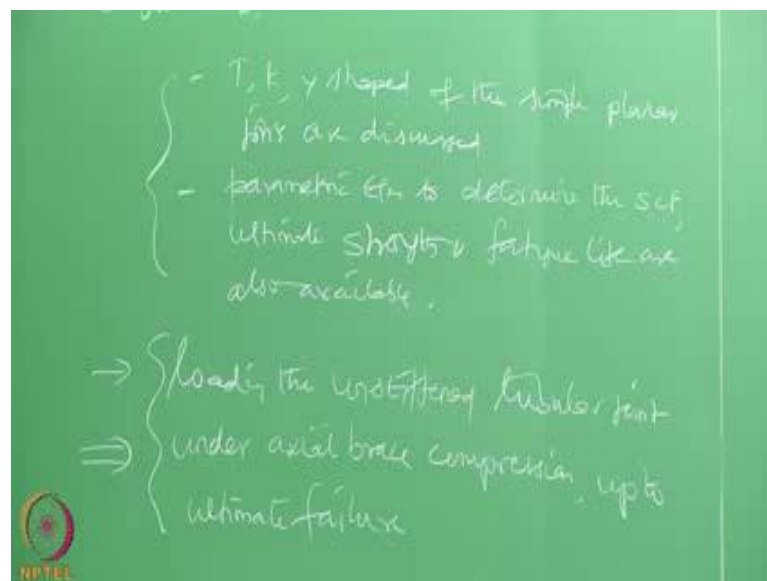 - T, K, Y shaped of the simple planar
joints are discussed
- parametric Eqn to determine the SCF,
ultimate strength & fatigue life are
also available.
→ loading the unstiffened tubular joint
⇒ under axial brace compression, up to
ultimate failure
NPTEL